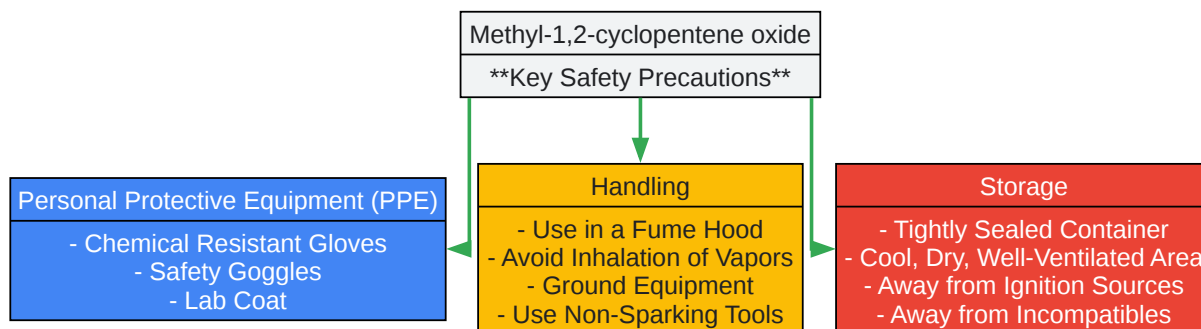 Methyl-1,2-cyclopentene oxide
**Key Safety Precautions**
Personal Protective Equipment (PPE)
- Chemical Resistant Gloves
- Safety Goggles
- Lab Coat
Handling
- Use in a Fume Hood
- Avoid Inhalation of Vapors
- Ground Equipment
- Use Non-Sparking Tools
Storage
- Tightly Sealed Container
- Cool, Dry, Well-Ventilated Area
- Away from Ignition Sources
- Away from Incompatibles